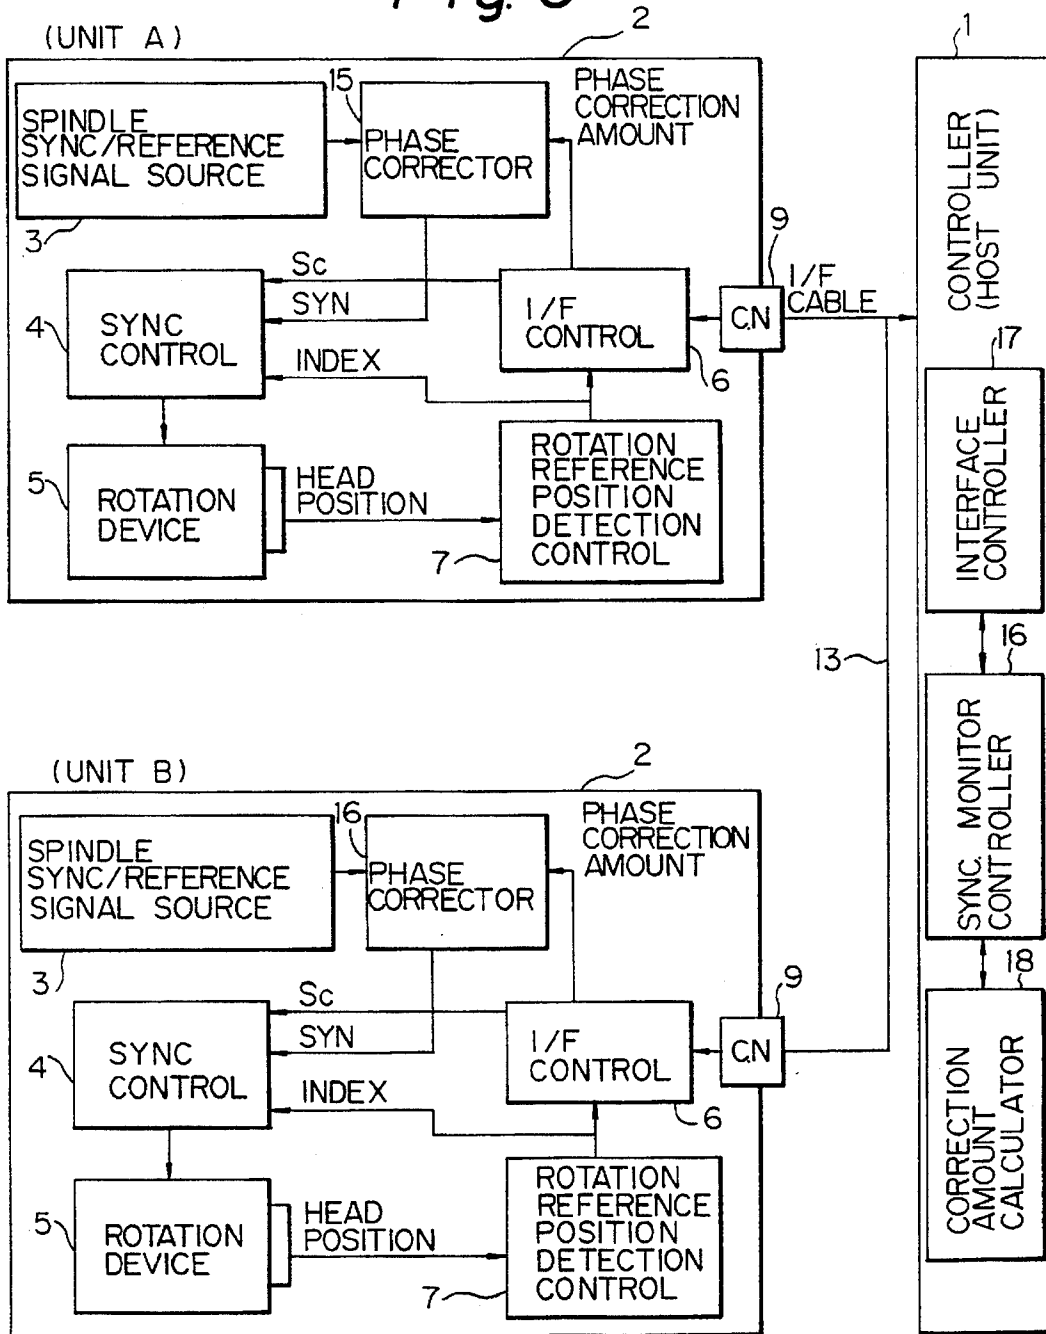 Fig.
(UNIT A)
2
1
SPINDLE
SYNC/REFERENCE
SIGNAL SOURCE
3
15
PHASE
CORRECTOR
PHASE
CORRECTION
AMOUNT
9
Sc
SYN
INDEX
4
SYNC
CONTROL
I/F
CONTROL
6
C.N
I/F
CABLE
5
ROTATION
DEVICE
HEAD
POSITION
ROTATION
REFERENCE
POSITION
DETECTION
CONTROL
7
13
CONTROLLER
(HOST UNIT)
17
INTERFACE
CONTROLLER
16
SYNC. MONITOR
CONTROLLER
18
CORRECTION
AMOUNT
CALCULATOR
(UNIT B)
2
SPINDLE
SYNC/REFERENCE
SIGNAL SOURCE
3
16
PHASE
CORRECTOR
PHASE
CORRECTION
AMOUNT
9
Sc
SYN
INDEX
4
SYNC
CONTROL
I/F
CONTROL
6
C.N
5
ROTATION
DEVICE
HEAD
POSITION
ROTATION
REFERENCE
POSITION
DETECTION
CONTROL
7